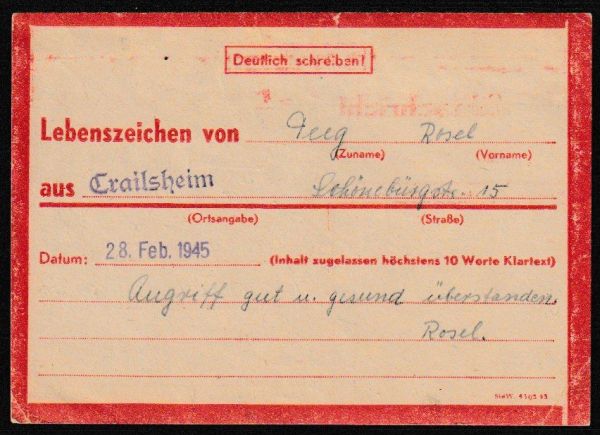 Deutlich schreiben!
Lebenszeichen von Deeg Rosel
(Zuname) (Vorname)
aus Crailsheim Schönebürgstr. 15
(Ortsangabe) (Straße)
Datum: 28. Feb. 1945 (Inhalt zugelassen höchstens 10 Worte Klartext)
Angriff gut u. gesund überstanden.
Rosel.